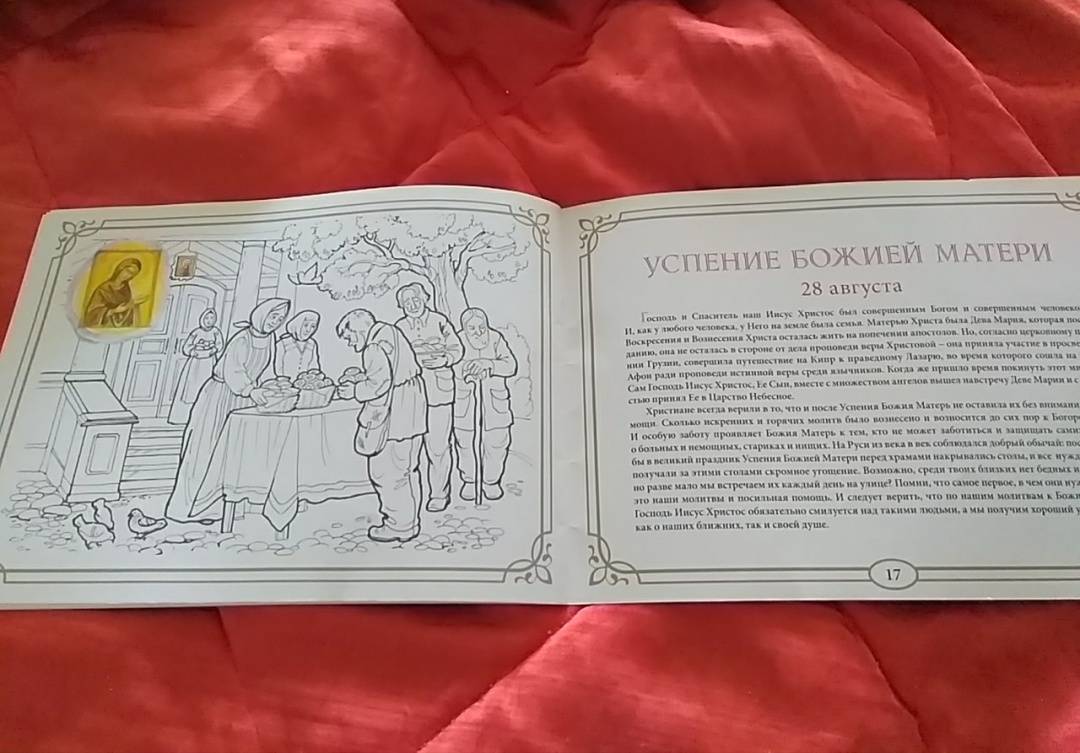 УСПЕНИЕ БОЖИЕЙ МАТЕРИ
28 августа
Господь и Спаситель наш Иисус Христос был совершенным Богом и совершенным
И, как у любого человека, у Него на земле была семья. Матерью Христа была Дева Мария, которая
Воскресения и Вознесения Христа осталась жить на попечении апостолов. Но, согласно церковному
данию, она не осталась в стороне от дела проповеди веры Христовой – она приняла участие в
нии Грузии, совершила путешествие на Кипр к праведному Лазарю, во время которого сошла на
Афон ради проповеди истинной веры среди язычников. Когда же пришло время покинуть этот
Сам Господь Иисус Христос, Ее Сын, вместе с множеством ангелов вышел навстречу Деве Марии и с
стью принял Ее в Царство Небесное.
Христиане всегда верили в то, что и после Успения Божия Матерь не оставила их без
мощи. Сколько искренних и горячих молитв было вознесено и возносится до сих пор к
И особую заботу проявляет Божия Матерь к тем, кто не может заботиться и защищать
о больных и немощных, стариках и нищих. На Руси из века в век соблюдался добрый обычай:
бы в великий праздник Успения Божией Матери перед храмами накрывались столы, и все
получали за этими столами скромное угощение. Возможно, среди твоих близких нет бедных и
но разве мало мы встречаем их каждый день на улице? Помни, что самое первое, в чем они
это наши молитвы и посильная помощь. И следует верить, что по нашим молитвам к
Господь Иисус Христос обязательно смилуется над такими людьми, а мы получим хороший
как о наших ближних, так и своей душе.
17